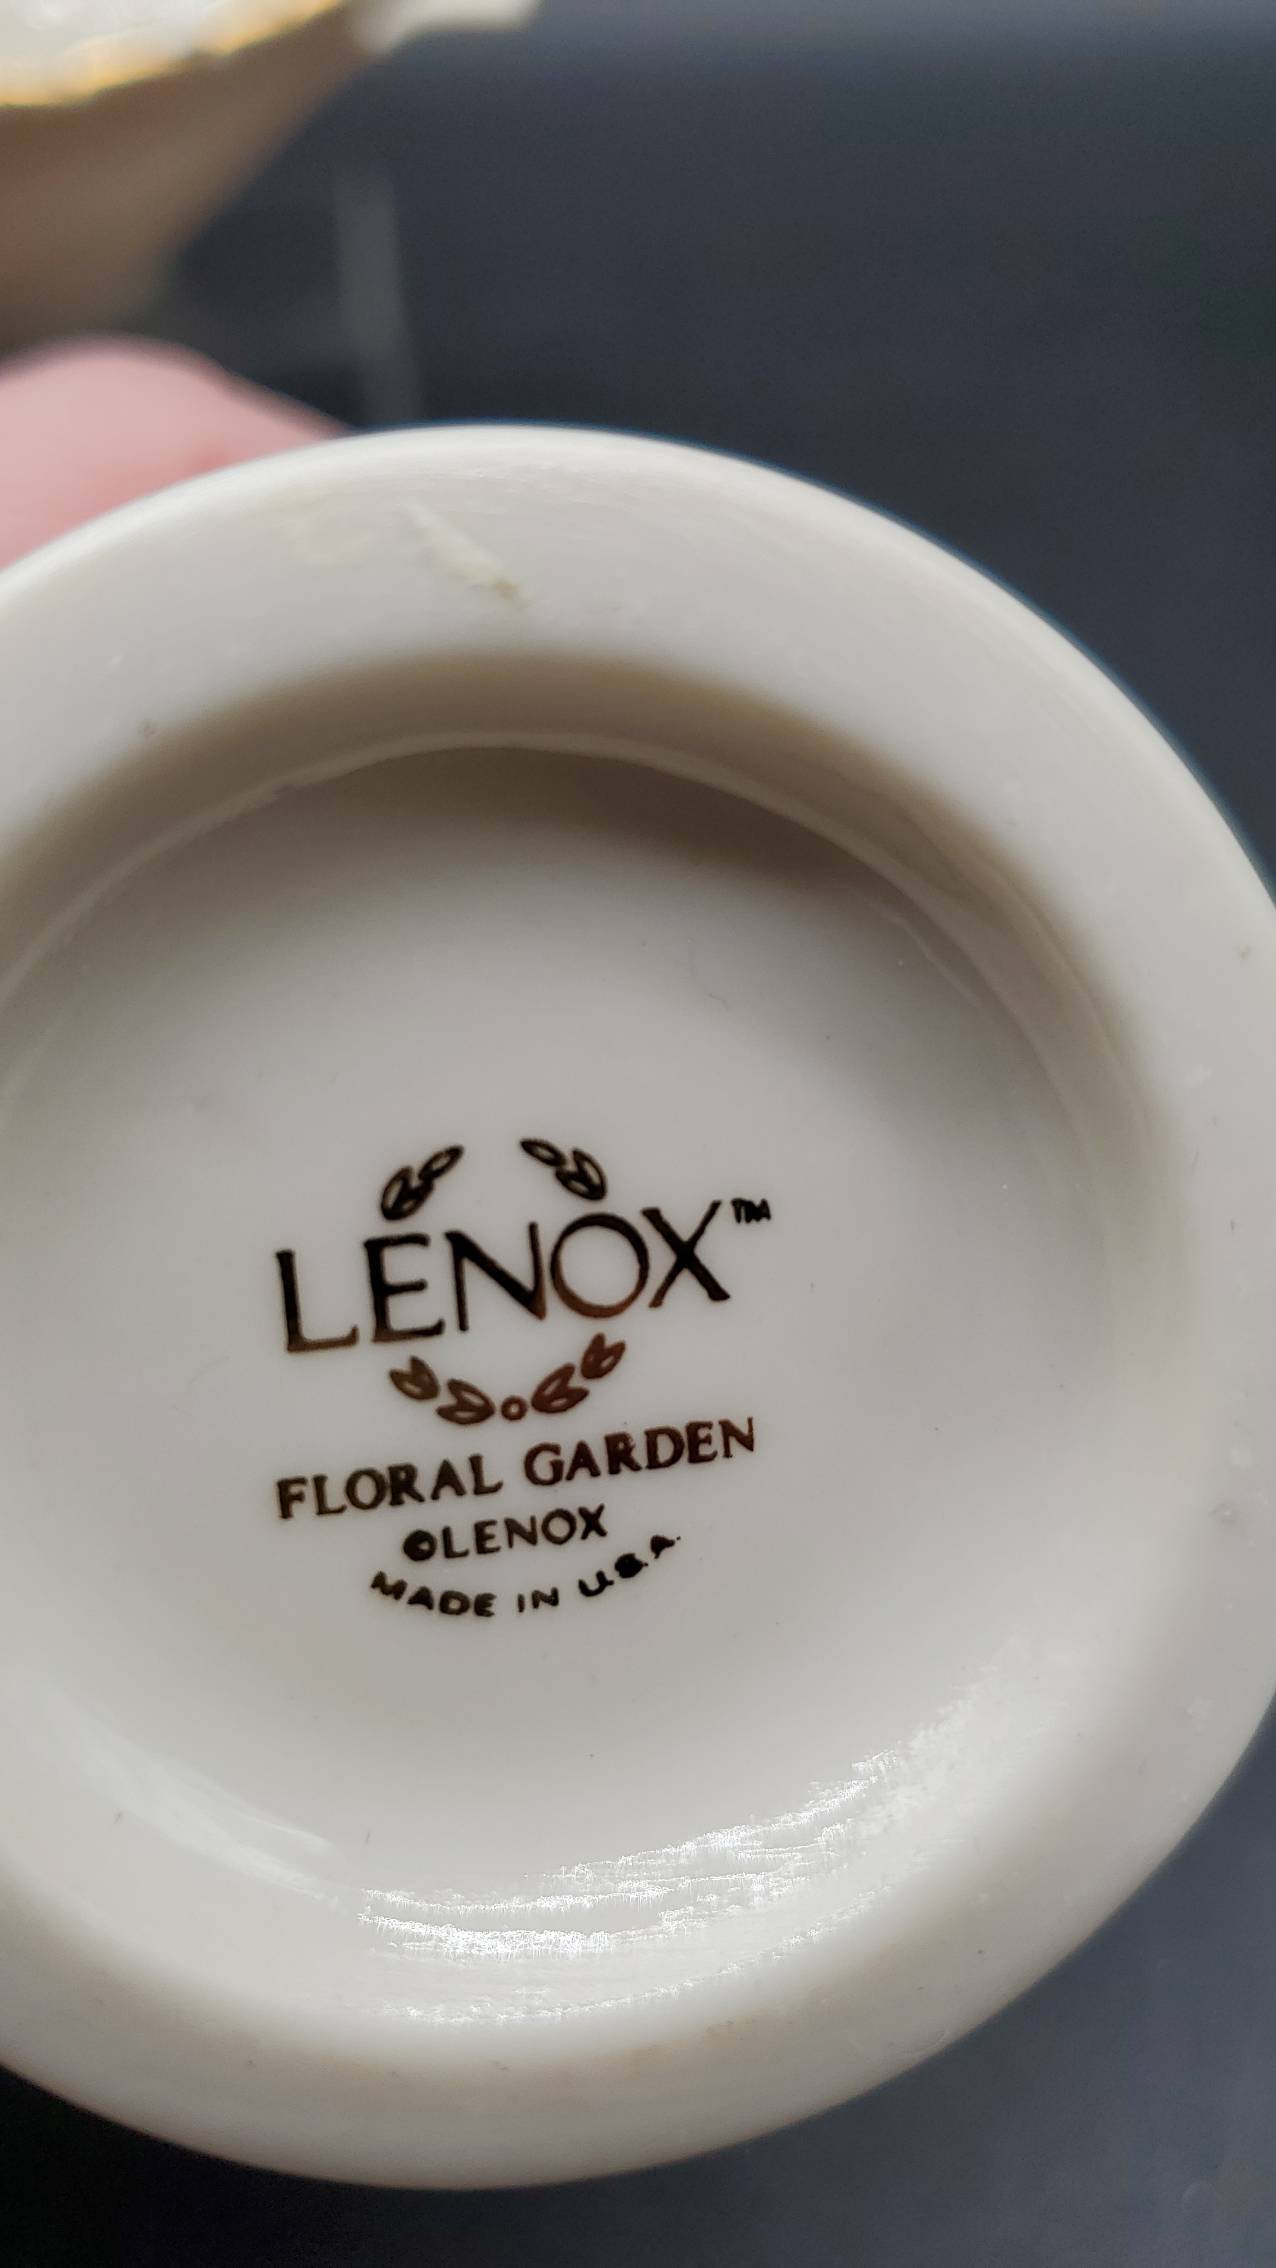 LENOX™
FLORAL GARDEN
©LENOX
MADE IN U.S.A.